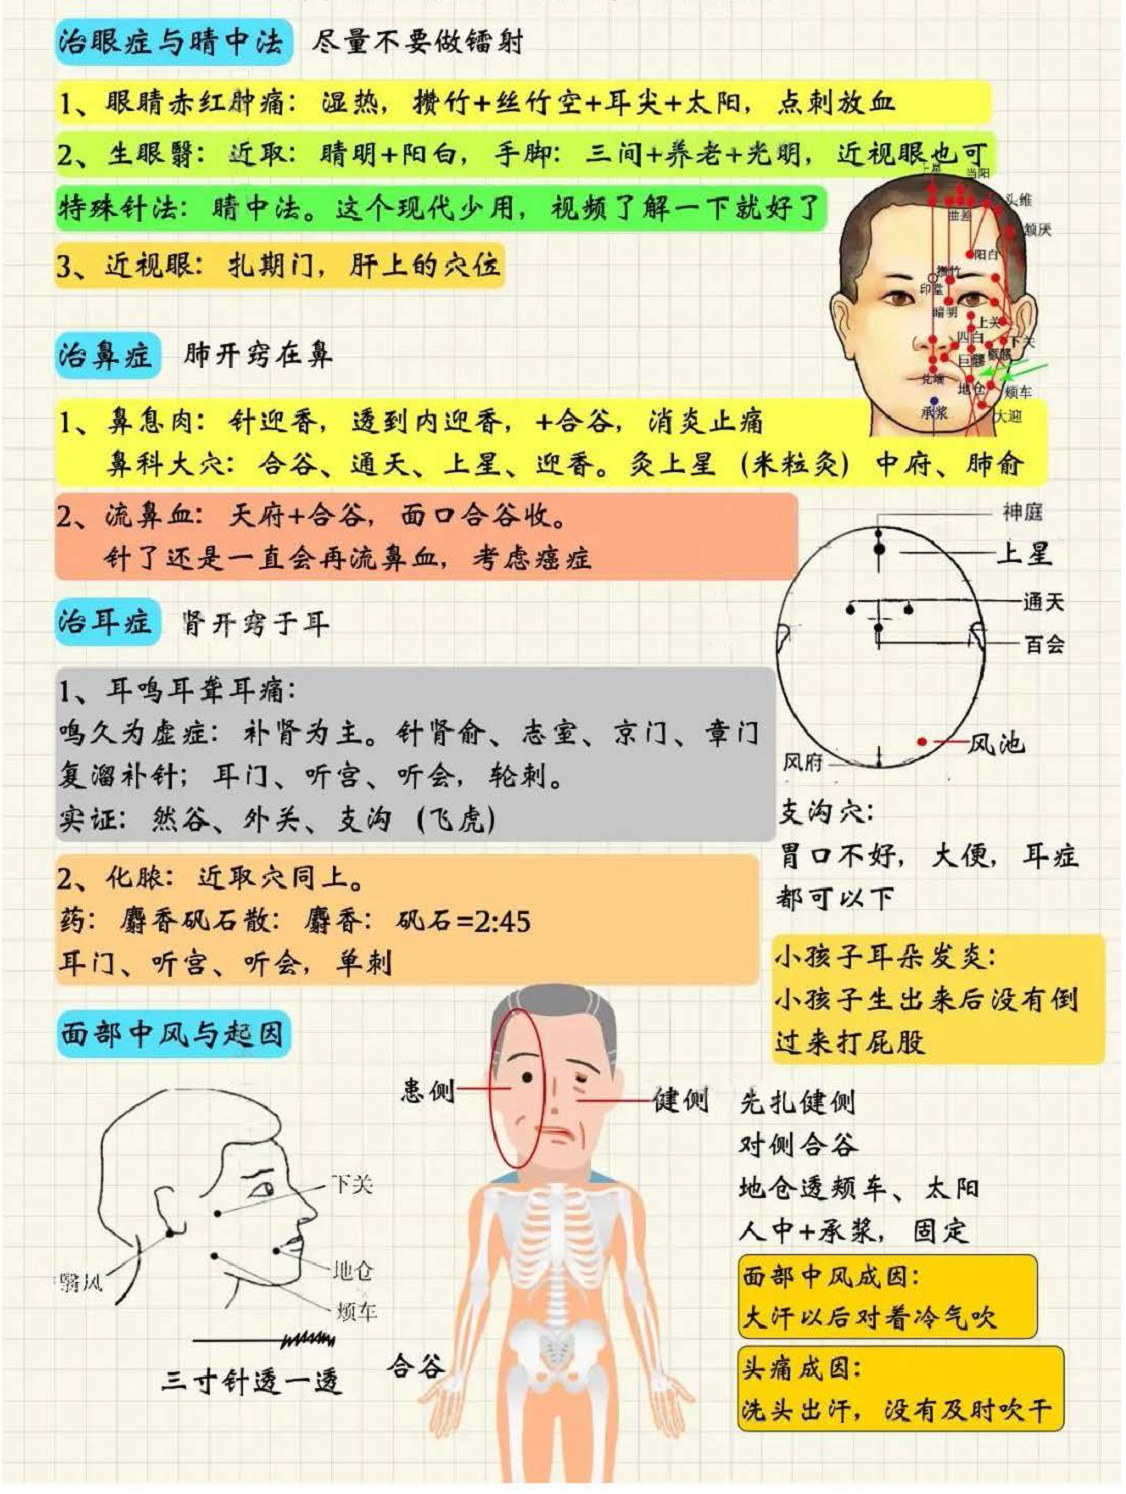 治眼症与睛中法 尽量不要做镭射
1、眼睛赤红肿痛：湿热，攒竹+丝竹空+耳尖+太阳，点刺放血
2、生眼翳：近取：睛明+阳白，手脚：三间+养老+光明，近视眼也可
特殊针法：睛中法。这个现代少用，视频了解一下就好了
3、近视眼：扎期门，肝上的穴位
上星
当阳
头维
曲差
颔厌
阳白
攒竹
印堂
睛明
上关
四白
下关
巨髎
颧髎
兑端
地仓
颊车
承浆
大迎
治鼻症 肺开窍在鼻
1、鼻息肉：针迎香，透到内迎香，+合谷，消炎止痛
鼻科大穴：合谷、通天、上星、迎香。灸上星（米粒灸）中府、肺俞
2、流鼻血：天府+合谷，面口合谷收。
针了还是一直会再流鼻血，考虑癌症
神庭
上星
通天
百会
风池
风府
治耳症 肾开窍于耳
1、耳鸣耳聋耳痛：
鸣久为虚症：补肾为主。针肾俞、志室、京门、章门
复溜补针；耳门、听宫、听会，轮刺。
实证：然谷、外关、支沟（飞虎）
支沟穴：
胃口不好，大便，耳症
都可以下
2、化脓：近取穴同上。
药：麝香矾石散：麝香：矾石=2:45
耳门、听宫、听会，单刺
小孩子耳朵发炎：
小孩子生出来后没有倒
过来打屁股
面部中风与起因
患侧
健侧
下关
翳风
地仓
颊车
三寸针透一透
合谷
先扎健侧
对侧合谷
地仓透颊车、太阳
人中+承浆，固定
面部中风成因：
大汗以后对着冷气吹
头痛成因：
洗头出汗，没有及时吹干